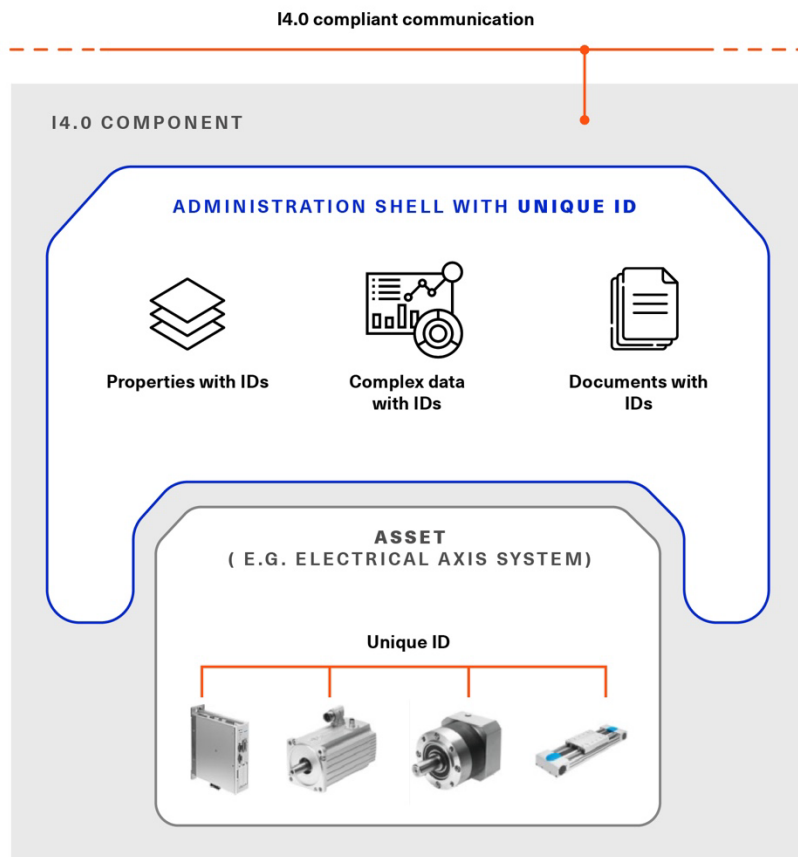 I4.0 compliant communication
I4.0 COMPONENT
ADMINISTRATION SHELL WITH UNIQUE ID
Properties with IDs
Complex data
with IDs
Documents with
IDs
ASSET
( E.G. ELECTRICAL AXIS SYSTEM)
Unique ID